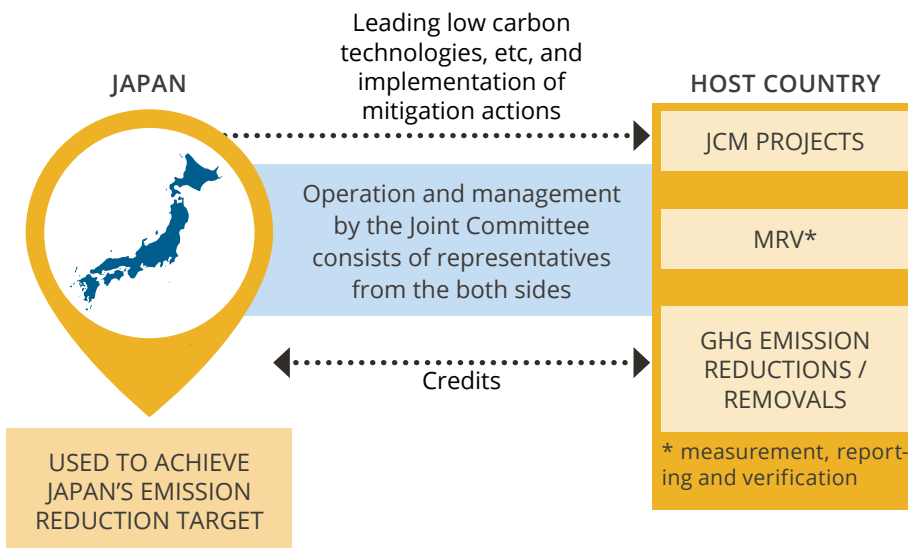 JAPAN
Leading low carbon
technologies, etc, and
implementation of
mitigation actions
HOST COUNTRY
JCM PROJECTS
Operation and management
by the Joint Committee
consists of representatives
from the both sides
MRV*
Credits
GHG EMISSION
REDUCTIONS /
REMOVALS
* measurement, report-
ing and verification
USED TO ACHIEVE
JAPAN’S EMISSION
REDUCTION TARGET